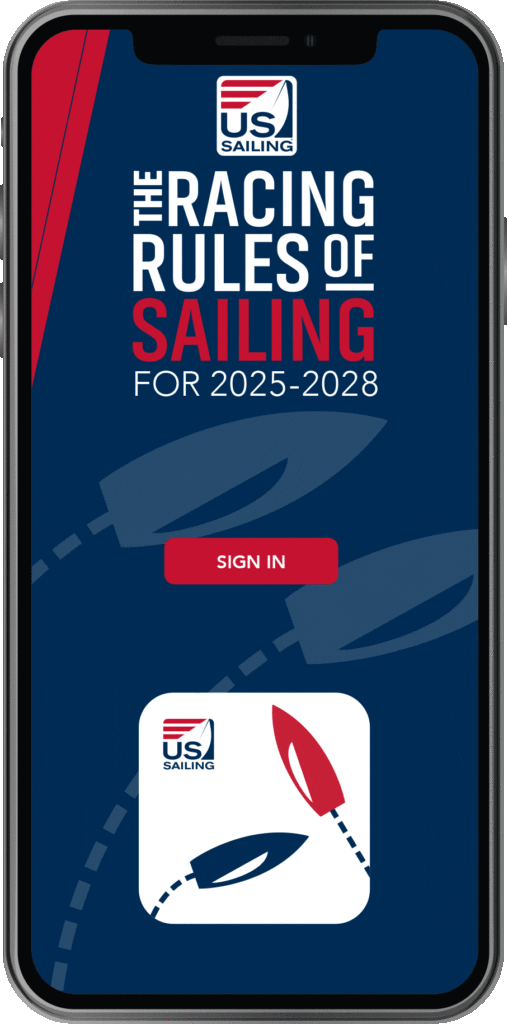 US
SAILING
THE RACING
RULES OF
SAILING
FOR 2025-2028
SIGN IN
US
SAILING